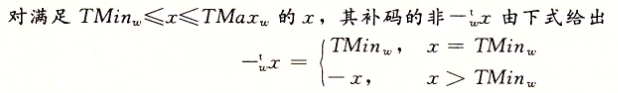 对满足 TMin_w≤x≤TMax_w 的 x，其补码的非 -^t_w x 由下式给出
-^t_w x = { TMin_w， x = TMin_w
-x， x > TMin_w